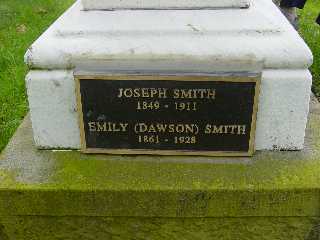 JOSEPH SMITH
1849 - 1911
EMILY (DAWSON) SMITH
1861 - 1928